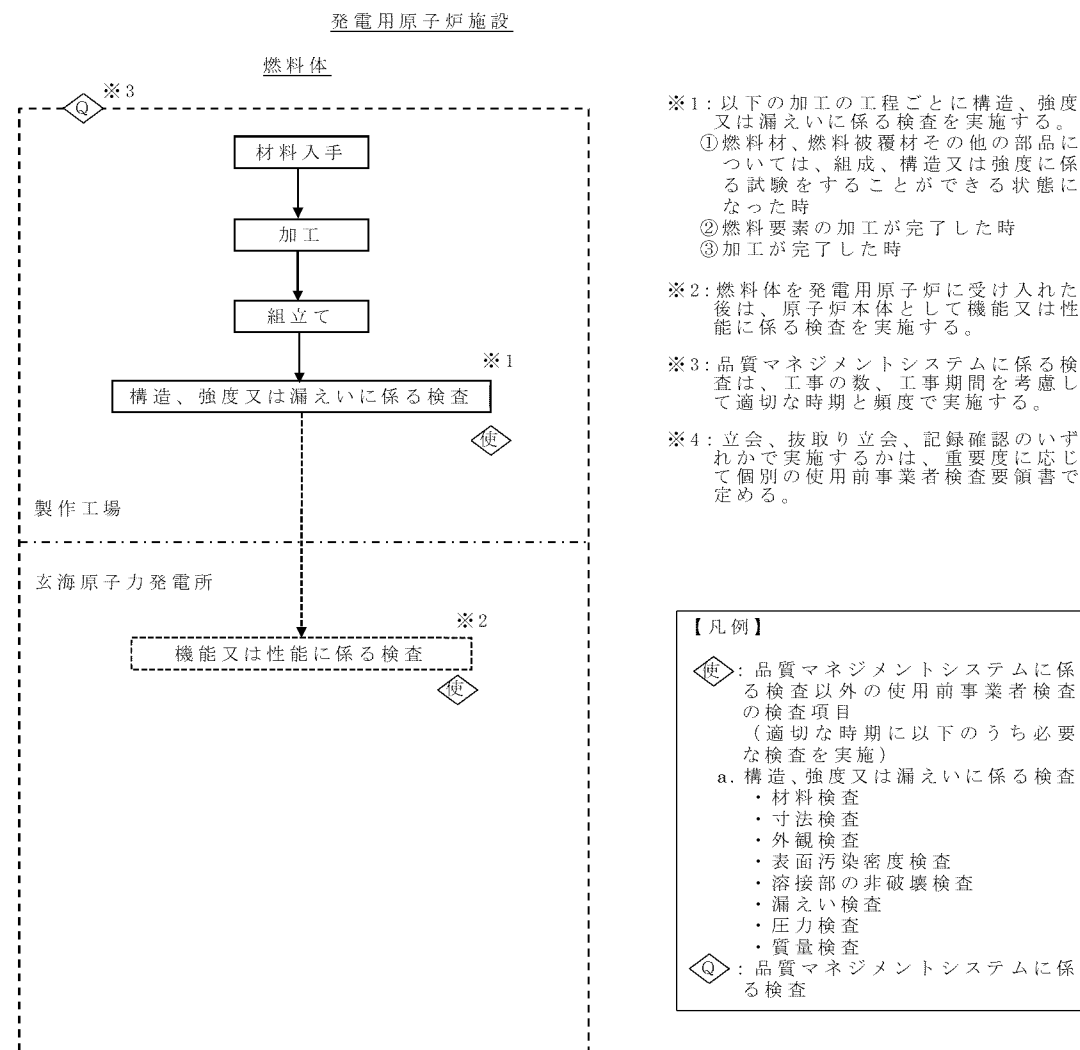 発電用原子炉施設
燃料体
※3
Q
材料入手
加工
組立て
※1
構造、強度又は漏えいに係る検査
使
製作工場
玄海原子力発電所
※2
機能又は性能に係る検査
使
※1:以下の加工の工程ごとに構造、強度
又は漏えいに係る検査を実施する。
①燃料材、燃料被覆材その他の部品に
ついては、組成、構造又は強度に係
る試験をすることができる状態に
なった時
②燃料要素の加工が完了した時
③加工が完了した時
※2:燃料体を発電用原子炉に受け入れた
後は、原子炉本体として機能又は性
能に係る検査を実施する。
※3:品質マネジメントシステムに係る検
査は、工事の数、工事期間を考慮し
て適切な時期と頻度で実施する。
※4:立会、抜取り立会、記録確認のいず
れかで実施するかは、重要度に応じ
て個別の使用前事業者検査要領書で
定める。
【凡例】
使:品質マネジメントシステムに係
る検査以外の使用前事業者検査
の検査項目
(適切な時期に以下のうち必要
な検査を実施)
a.構造、強度又は漏えいに係る検査
・材料検査
・寸法検査
・外観検査
・表面汚染密度検査
・溶接部の非破壊検査
・漏えい検査
・圧力検査
・質量検査
Q:品質マネジメントシステムに係
る検査